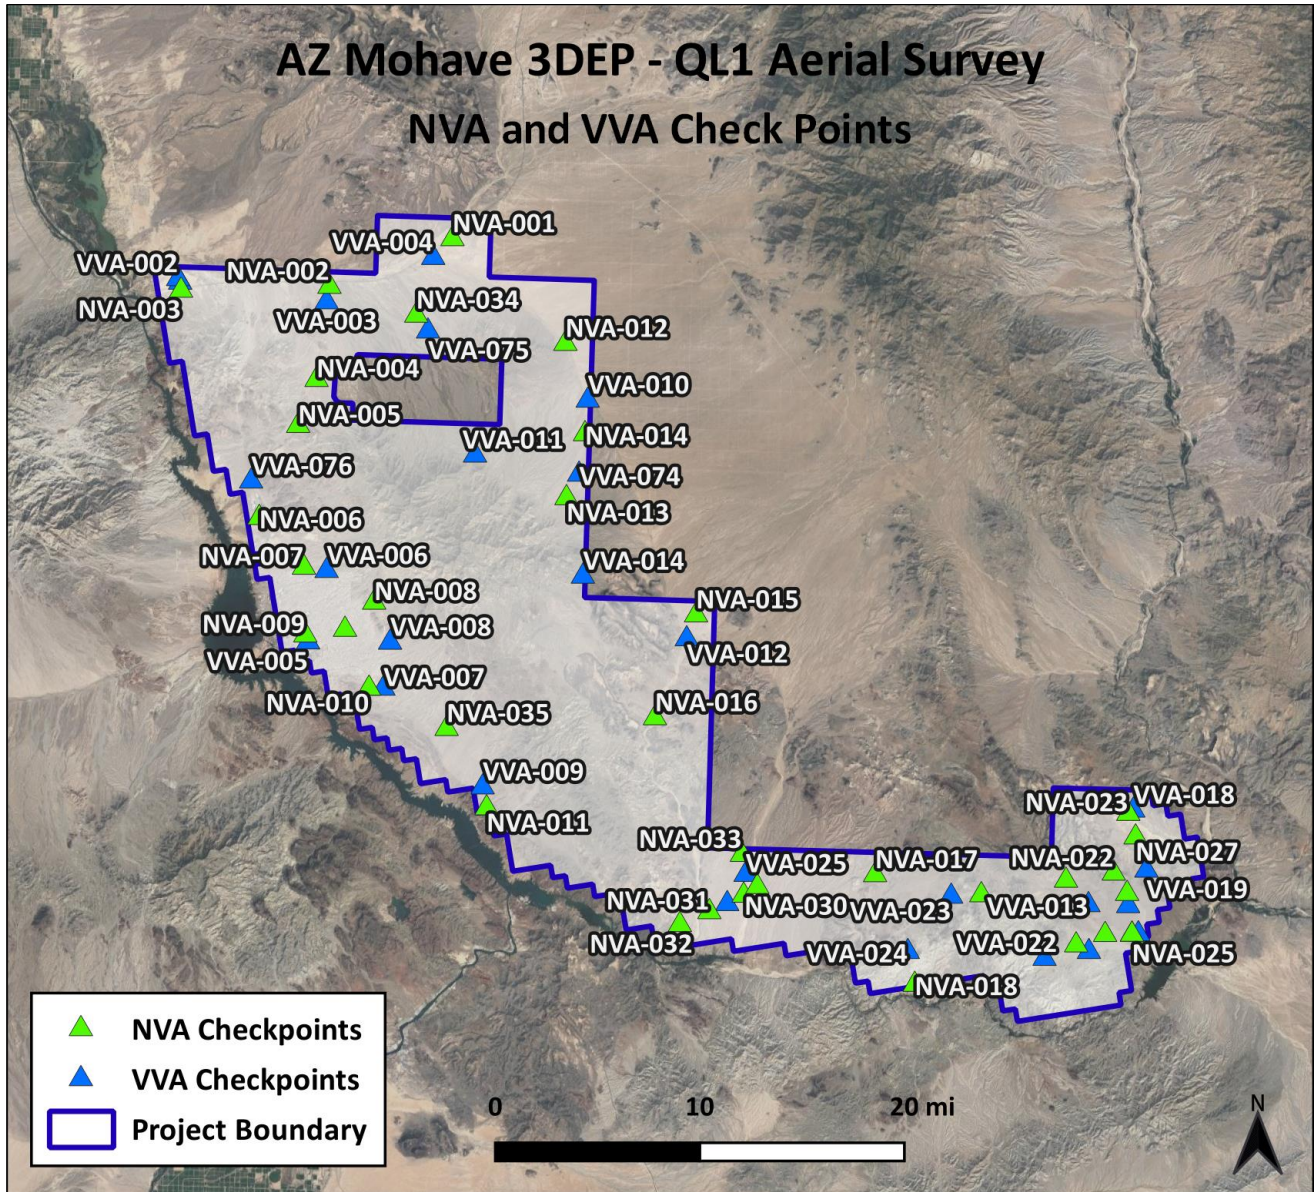 AZ Mohave 3DEP - QL1 Aerial Survey
NVA and VVA Check Points
NVA-001
VVA-004
VVA-002
NVA-002
NVA-003
VVA-003
NVA-034
NVA-012
VVA-075
NVA-004
VVA-010
NVA-005
VVA-011
NVA-014
VVA-076
VVA-074
NVA-013
NVA-006
NVA-007
VVA-006
VVA-014
NVA-008
NVA-015
NVA-009
VVA-008
VVA-005
VVA-012
VVA-007
NVA-010
NVA-016
NVA-035
VVA-009
NVA-011
NVA-023
VVA-018
NVA-033
VVA-025
NVA-017
NVA-022
NVA-027
VVA-019
NVA-031
NVA-030
VVA-023
VVA-013
NVA-032
VVA-024
VVA-022
NVA-025
NVA-018
NVA Checkpoints
VVA Checkpoints
Project Boundary
0 10 20 mi
N